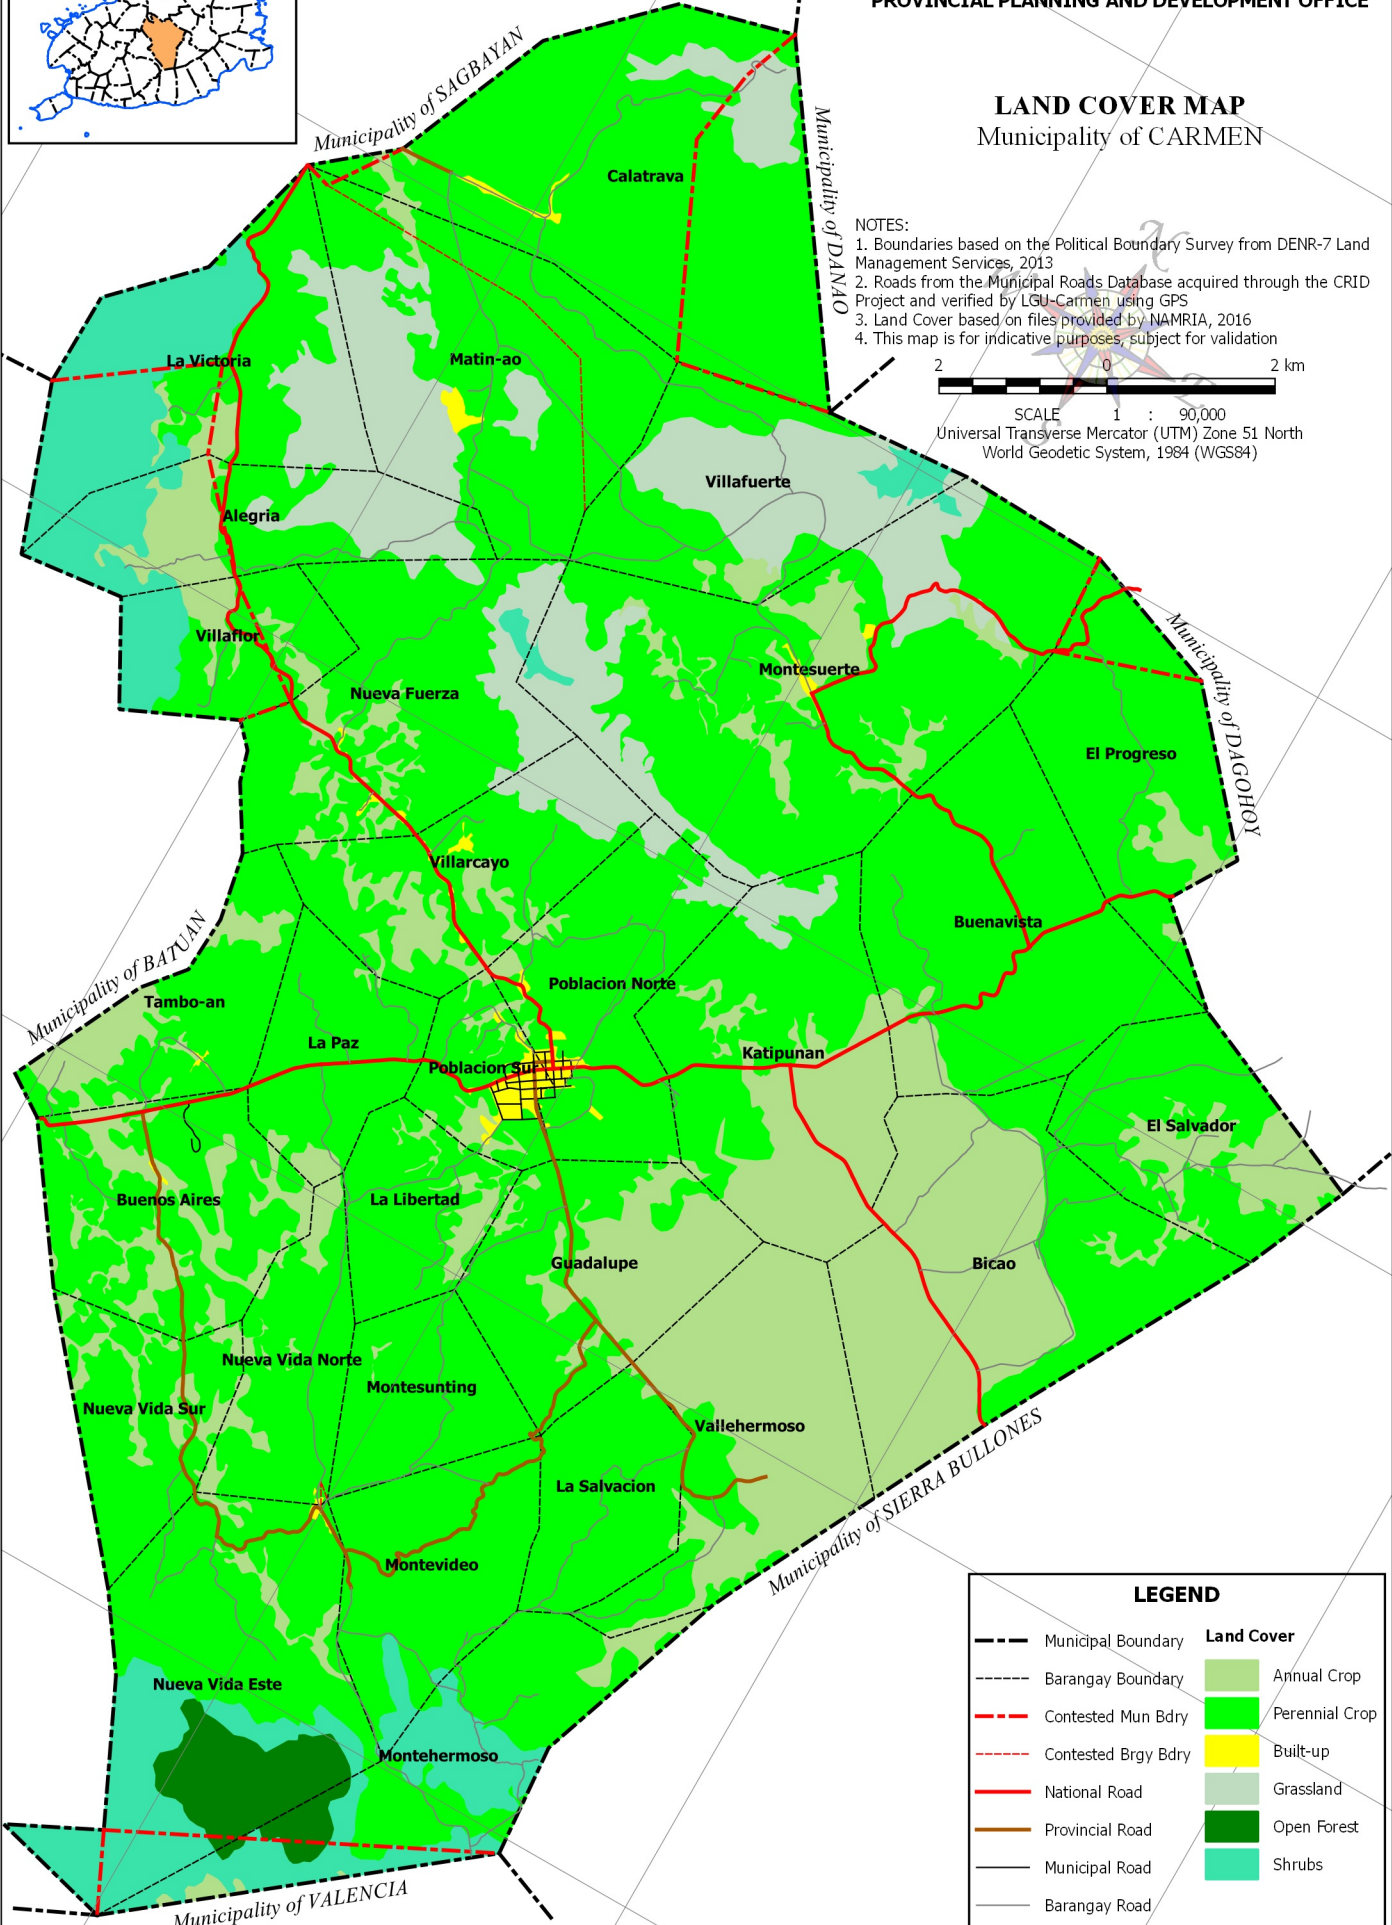 PROVINCIAL PLANNING AND DEVELOPMENT OFFICE
LAND COVER MAP
Municipality of CARMEN
NOTES:
1. Boundaries based on the Political Boundary Survey from DENR-7 Land
Management Services, 2013
2. Roads from the Municipal Roads Database acquired through the CRID
Project and verified by LGU-Carmen using GPS
3. Land Cover based on files provided by NAMRIA, 2016
4. This map is for indicative purposes, subject for validation
2 0 2 km
SCALE 1 : 90,000
Universal Transverse Mercator (UTM) Zone 51 North
World Geodetic System, 1984 (WGS84)
N
W
E
S
Municipality of SAGBAYAN
Municipality of DANAO
Calatrava
La Victoria
Matin-ao
Villafuerte
Alegria
Villaflor
Montesuerte
Municipality of DAGOHOY
Nueva Fuerza
El Progreso
Villarcayo
Buenavista
Municipality of BATUAN
Poblacion Norte
Tambo-an
La Paz
Katipunan
Poblacion Sur
El Salvador
Buenos Aires
La Libertad
Guadalupe
Bicao
Nueva Vida Norte
Montesunting
Nueva Vida Sur
Vallehermoso
La Salvacion
Municipality of SIERRA BULLONES
Montevideo
Nueva Vida Este
Montehermoso
Municipality of VALENCIA
LEGEND
Municipal Boundary
Barangay Boundary
Contested Mun Bdry
Contested Brgy Bdry
National Road
Provincial Road
Municipal Road
Barangay Road
Land Cover
Annual Crop
Perennial Crop
Built-up
Grassland
Open Forest
Shrubs